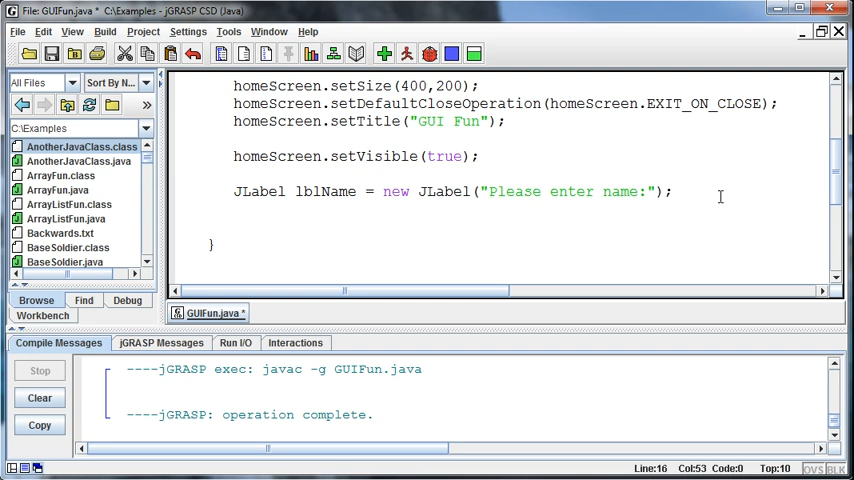 File: GUIFun.java * C:\Examples - jGRASP CSD (Java)
File Edit View Build Project Settings Tools Window Help
All Files Sort By N...
C:\Examples
AnotherJavaClass.class
AnotherJavaClass.java
ArrayFun.class
ArrayFun.java
ArrayListFun.class
ArrayListFun.java
Backwards.txt
BaseSoldier.class
BaseSoldier.java
Browse Find Debug
Workbench
homeScreen.setSize(400,200);
homeScreen.setDefaultCloseOperation(homeScreen.EXIT_ON_CLOSE);
homeScreen.setTitle("GUI Fun");
homeScreen.setVisible(true);
JLabel lblName = new JLabel("Please enter name:");
}
GUIFun.java *
Compile Messages jGRASP Messages Run I/O Interactions
Stop
Clear
Copy
----jGRASP exec: javac -g GUIFun.java
----jGRASP: operation complete.
Line:16 Col:53 Code:0 Top:10 OVS BLK